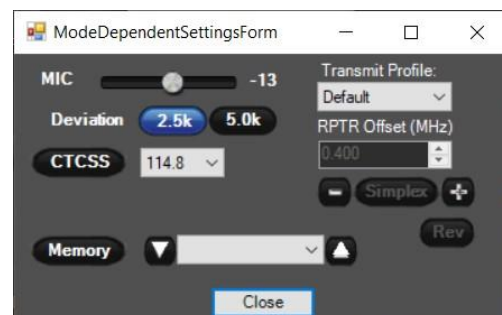 ModeDependentSettingsForm
MIC -13
Transmit Profile:
Default
Deviation 2.5k 5.0k
RPTR Offset (MHz)
CTCSS 114.8
0.400
- Simplex +
Rev
Memory
Close